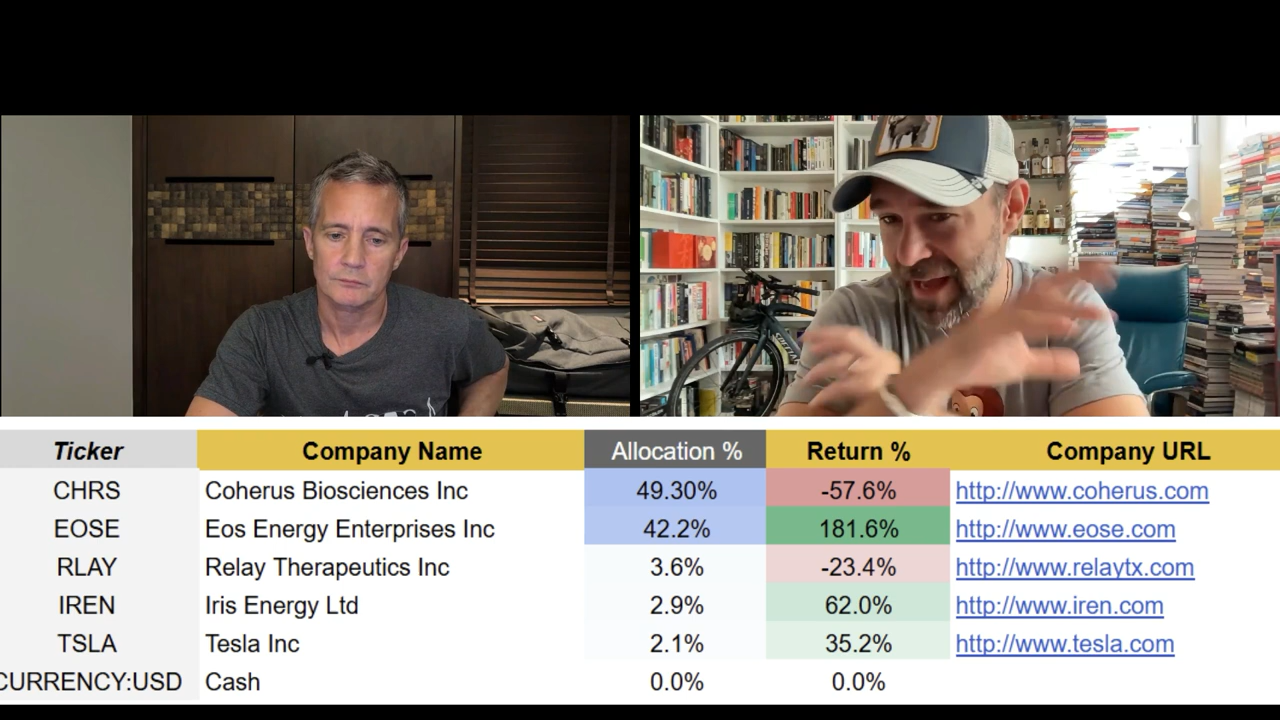 Ticker Company Name Allocation % Return % Company URL
CHRS Coherus Biosciences Inc 49.30% -57.6% http://www.coherus.com
EOSE Eos Energy Enterprises Inc 42.2% 181.6% http://www.eose.com
RLAY Relay Therapeutics Inc 3.6% -23.4% http://www.relaytx.com
IREN Iris Energy Ltd 2.9% 62.0% http://www.iren.com
TSLA Tesla Inc 2.1% 35.2% http://www.tesla.com
CURRENCY:USD Cash 0.0% 0.0%